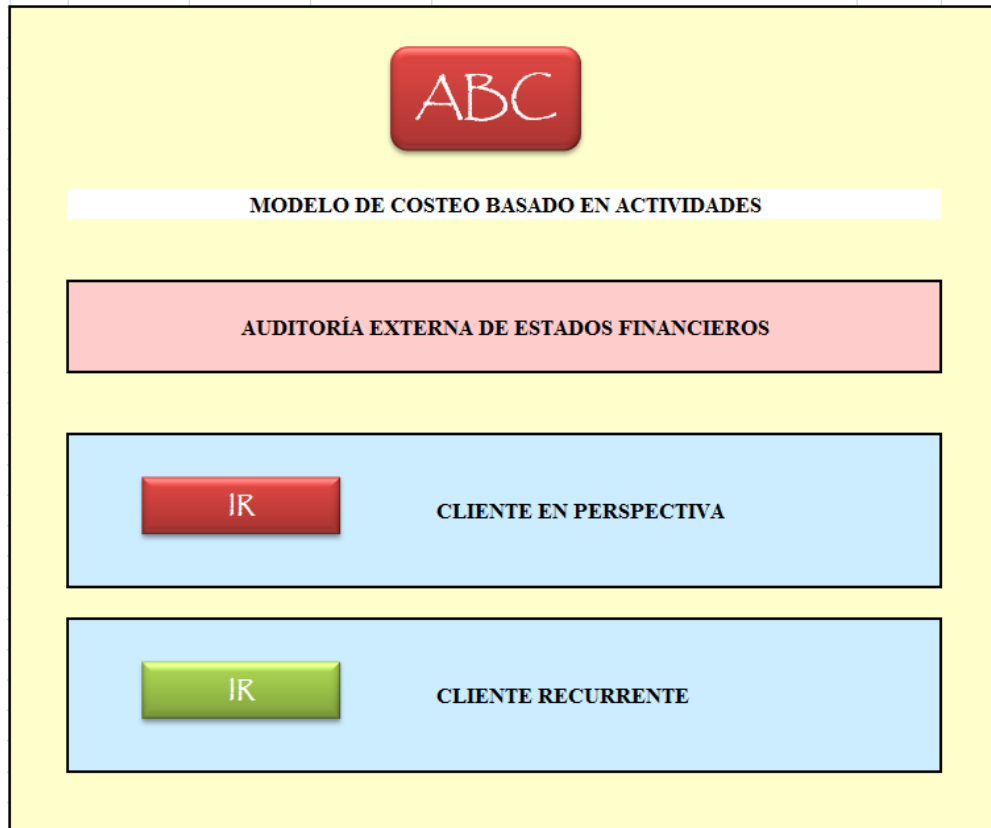 ABC
MODELO DE COSTEO BASADO EN ACTIVIDADES
AUDITORÍA EXTERNA DE ESTADOS FINANCIEROS
IR
CLIENTE EN PERSPECTIVA
IR
CLIENTE RECURRENTE